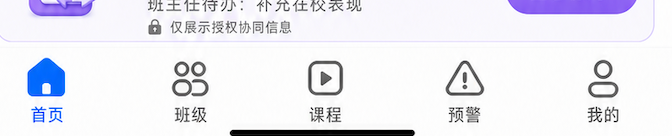 班主任待办：补充在校表现
仅展示授权协同信息
首页
班级
课程
预警
我的